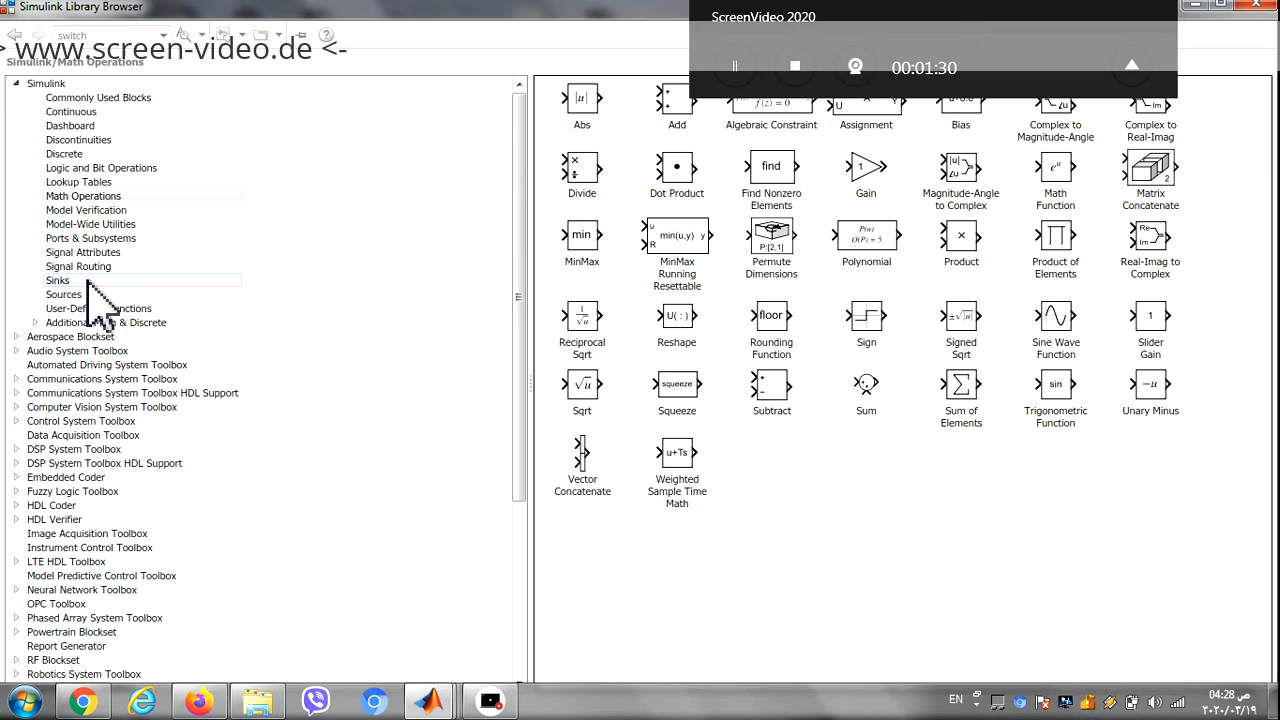 Simulink Library Browser
ScreenVideo 2020
switch
> www.screen-video.de <-
00:01:30
Simulink/Math Operations
Simulink
Commonly Used Blocks
Continuous
Dashboard
Discontinuities
Discrete
Logic and Bit Operations
Lookup Tables
Math Operations
Model Verification
Model-Wide Utilities
Ports & Subsystems
Signal Attributes
Signal Routing
Sinks
Sources
& Discrete
Aerospace Blockset
Audio System Toolbox
Automated Driving System Toolbox
Communications System Toolbox
Communications System Toolbox HDL Support
Computer Vision System Toolbox
Control System Toolbox
Data Acquisition Toolbox
DSP System Toolbox
DSP System Toolbox HDL Support
Embedded Coder
Fuzzy Logic Toolbox
HDL Coder
HDL Verifier
Image Acquisition Toolbox
Instrument Control Toolbox
LTE HDL Toolbox
Model Predictive Control Toolbox
Neural Network Toolbox
OPC Toolbox
Phased Array System Toolbox
Powertrain Blockset
Report Generator
RF Blockset
Robotics System Toolbox
|u| + + f(z) = 0 U ∠u Im
Abs Add Algebraic Constraint Assignment Bias Complex to Magnitude-Angle Complex to Real-Imag
× ÷ • find 1 |u| ∠u e^u 2
Divide Dot Product Find Nonzero Elements Gain Magnitude-Angle to Complex Math Function Matrix Concatenate
min u R min(u,y) y P:[2,1] P(u) O(P) = 5 × ∏ Re Im
MinMax MinMax Running Resettable Permute Dimensions Polynomial Product Product of Elements Real-Imag to Complex
1 √u U( : ) floor ±√|u| 1
Reciprocal Sqrt Reshape Rounding Function Sign Signed Sqrt Sine Wave Function Slider Gain
√u squeeze + − Σ sin -u
Sqrt Squeeze Subtract Sum Sum of Elements Trigonometric Function Unary Minus
u+Ts
Vector Concatenate Weighted Sample Time Math
EN
04:28 ص
٢٠٢٠/٠٣/١٩